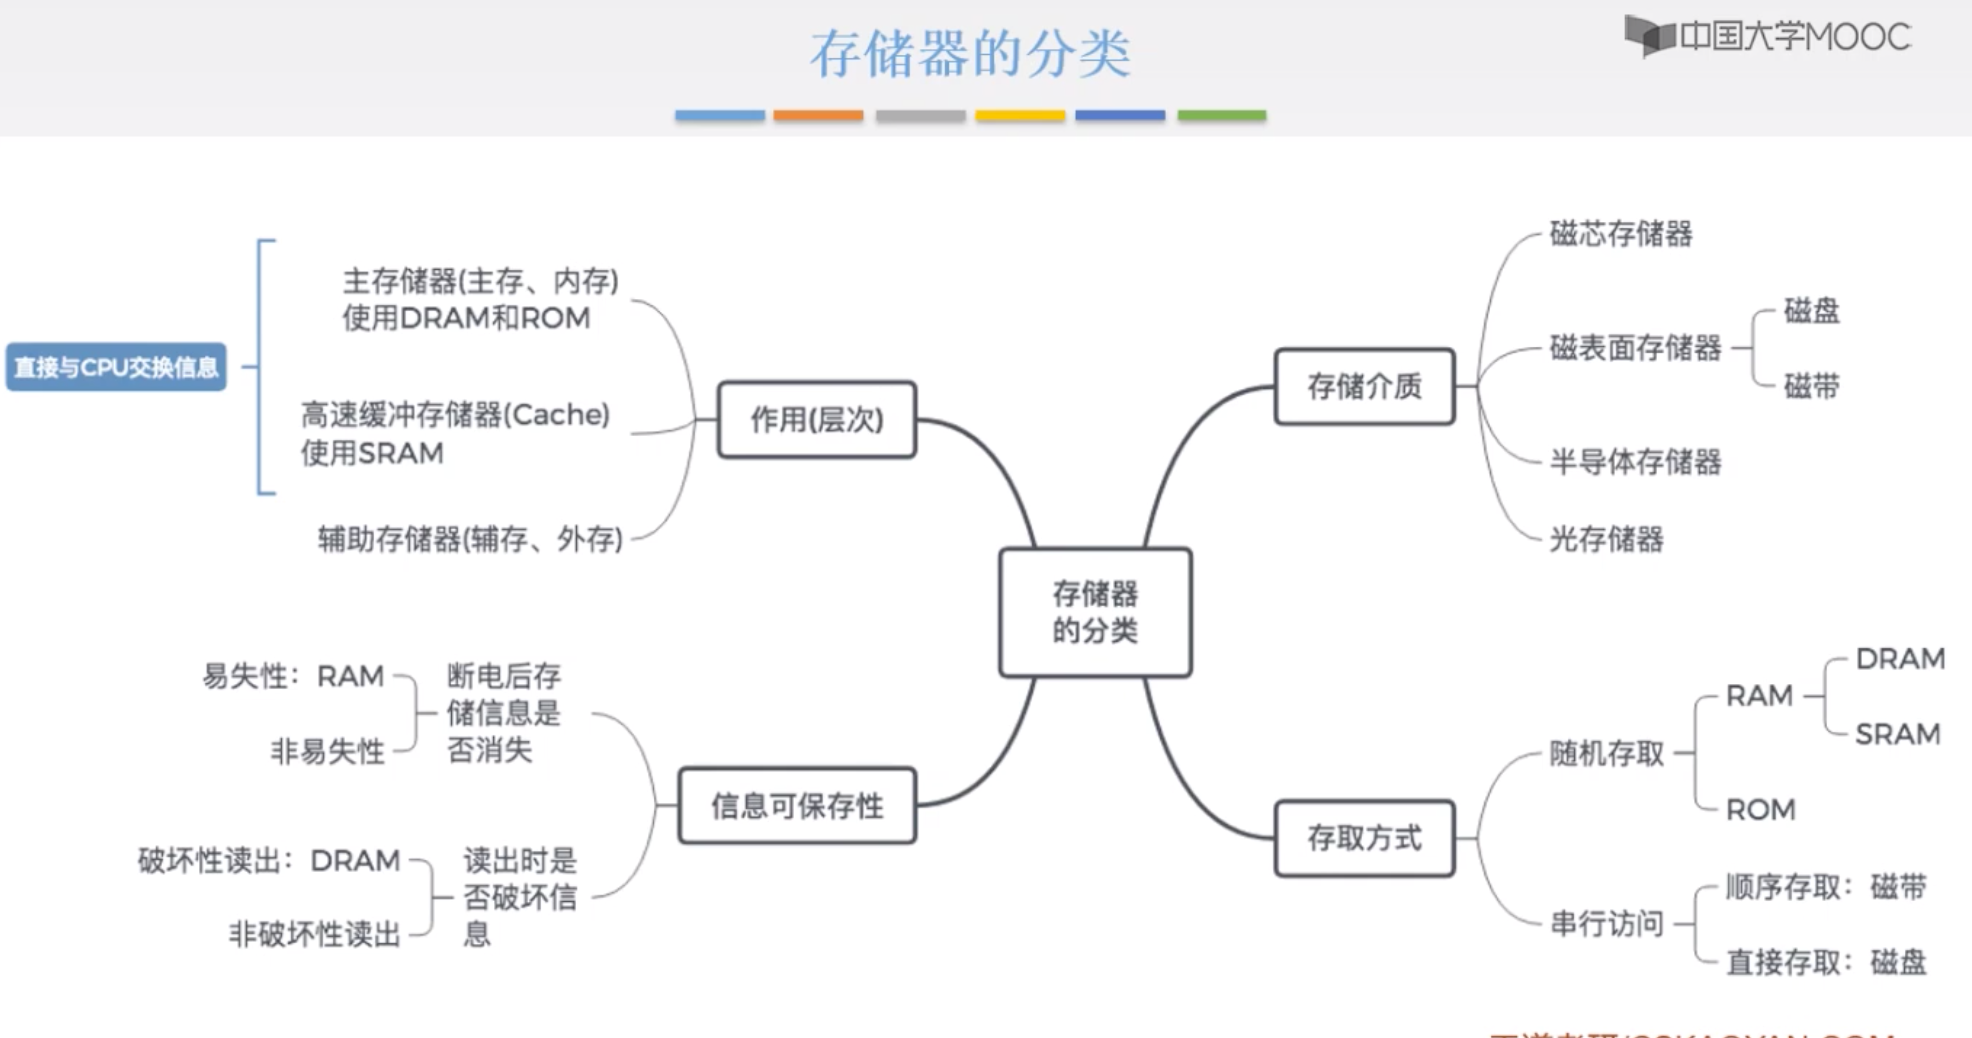 存储器的分类
中国大学MOOC
直接与CPU交换信息
主存储器(主存、内存)
使用DRAM和ROM
高速缓冲存储器(Cache)
使用SRAM
辅助存储器(辅存、外存)
作用(层次)
存储介质
磁芯存储器
磁表面存储器
磁盘
磁带
半导体存储器
光存储器
存储器
的分类
易失性：RAM
非易失性
断电后存
储信息是
否消失
破坏性读出：DRAM
非破坏性读出
读出时是
否破坏信
息
信息可保存性
存取方式
随机存取
RAM
DRAM
SRAM
ROM
串行访问
顺序存取：磁带
直接存取：磁盘